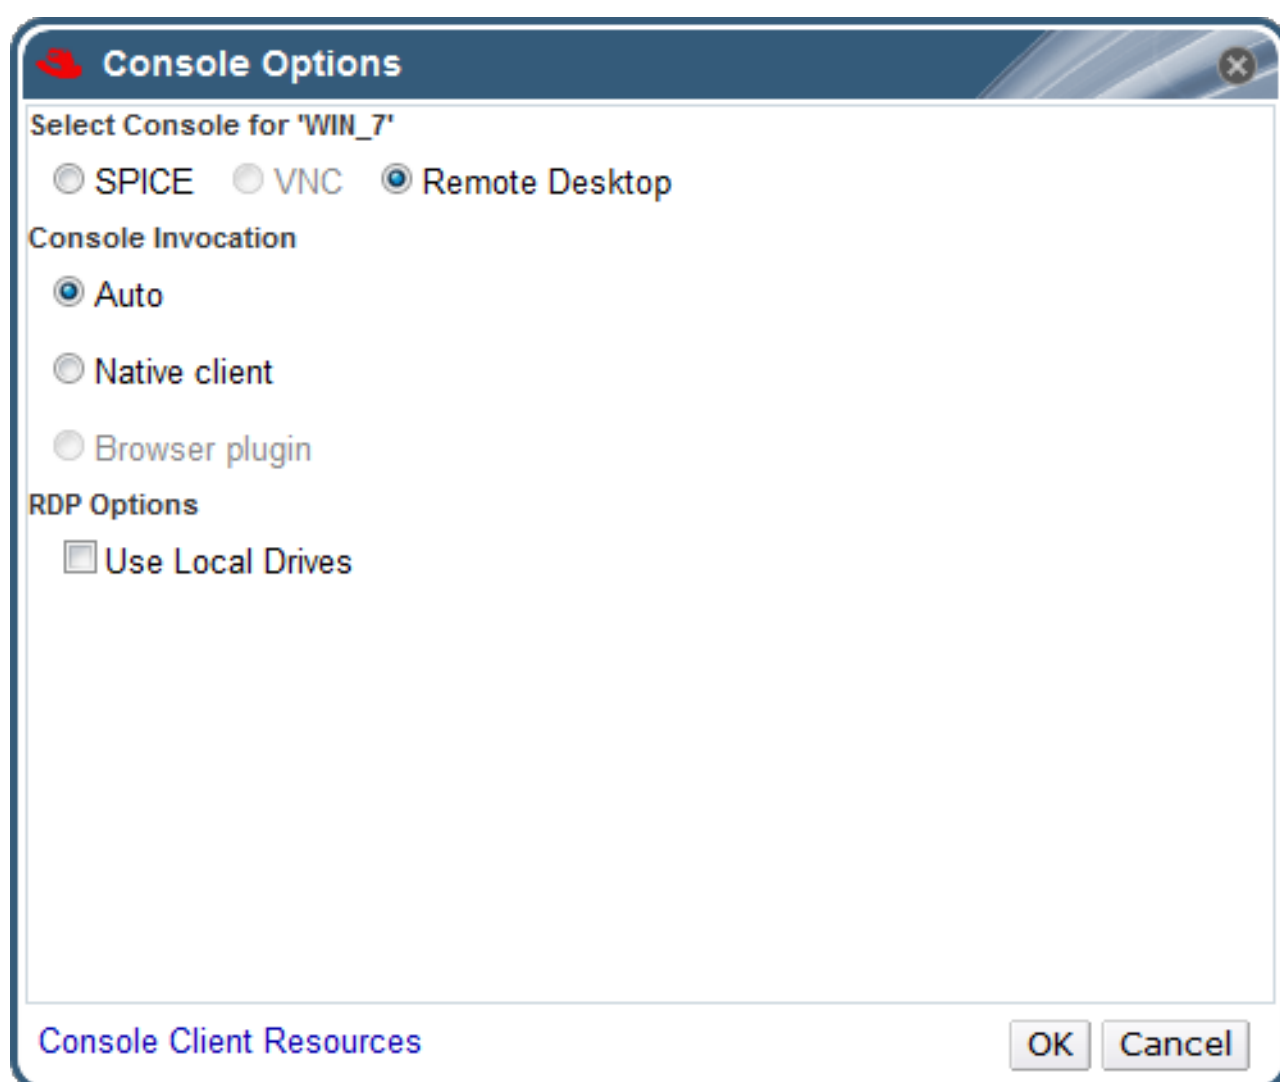 Console Options
Select Console for 'WIN_7'
SPICE VNC Remote Desktop
Console Invocation
Auto
Native client
Browser plugin
RDP Options
Use Local Drives
Console Client Resources OK Cancel